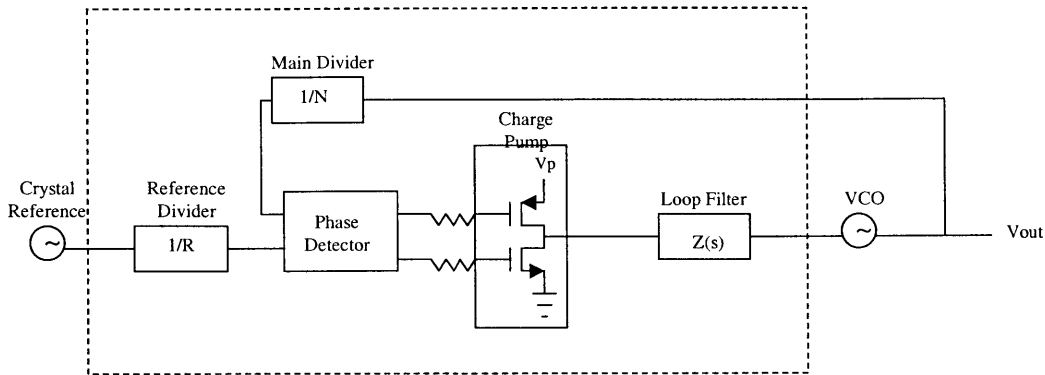 Main Divider
1/N
Charge
Pump
Vp
Crystal
Reference
Reference
Divider
1/R
Phase
Detector
Loop Filter
Z(s)
VCO
Vout